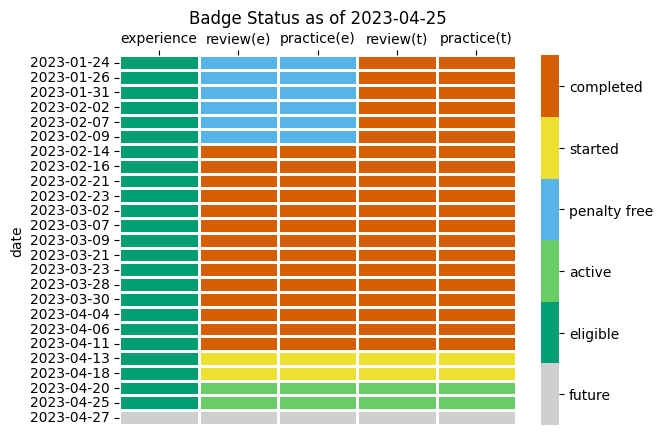 Badge Status as of 2023-04-25
experience review(e) practice(e) review(t) practice(t)
date
2023-01-24
2023-01-26
2023-01-31
2023-02-02
2023-02-07
2023-02-09
2023-02-14
2023-02-16
2023-02-21
2023-02-23
2023-03-02
2023-03-07
2023-03-09
2023-03-21
2023-03-23
2023-03-28
2023-03-30
2023-04-04
2023-04-06
2023-04-11
2023-04-13
2023-04-18
2023-04-20
2023-04-25
2023-04-27
completed
started
penalty free
active
eligible
future